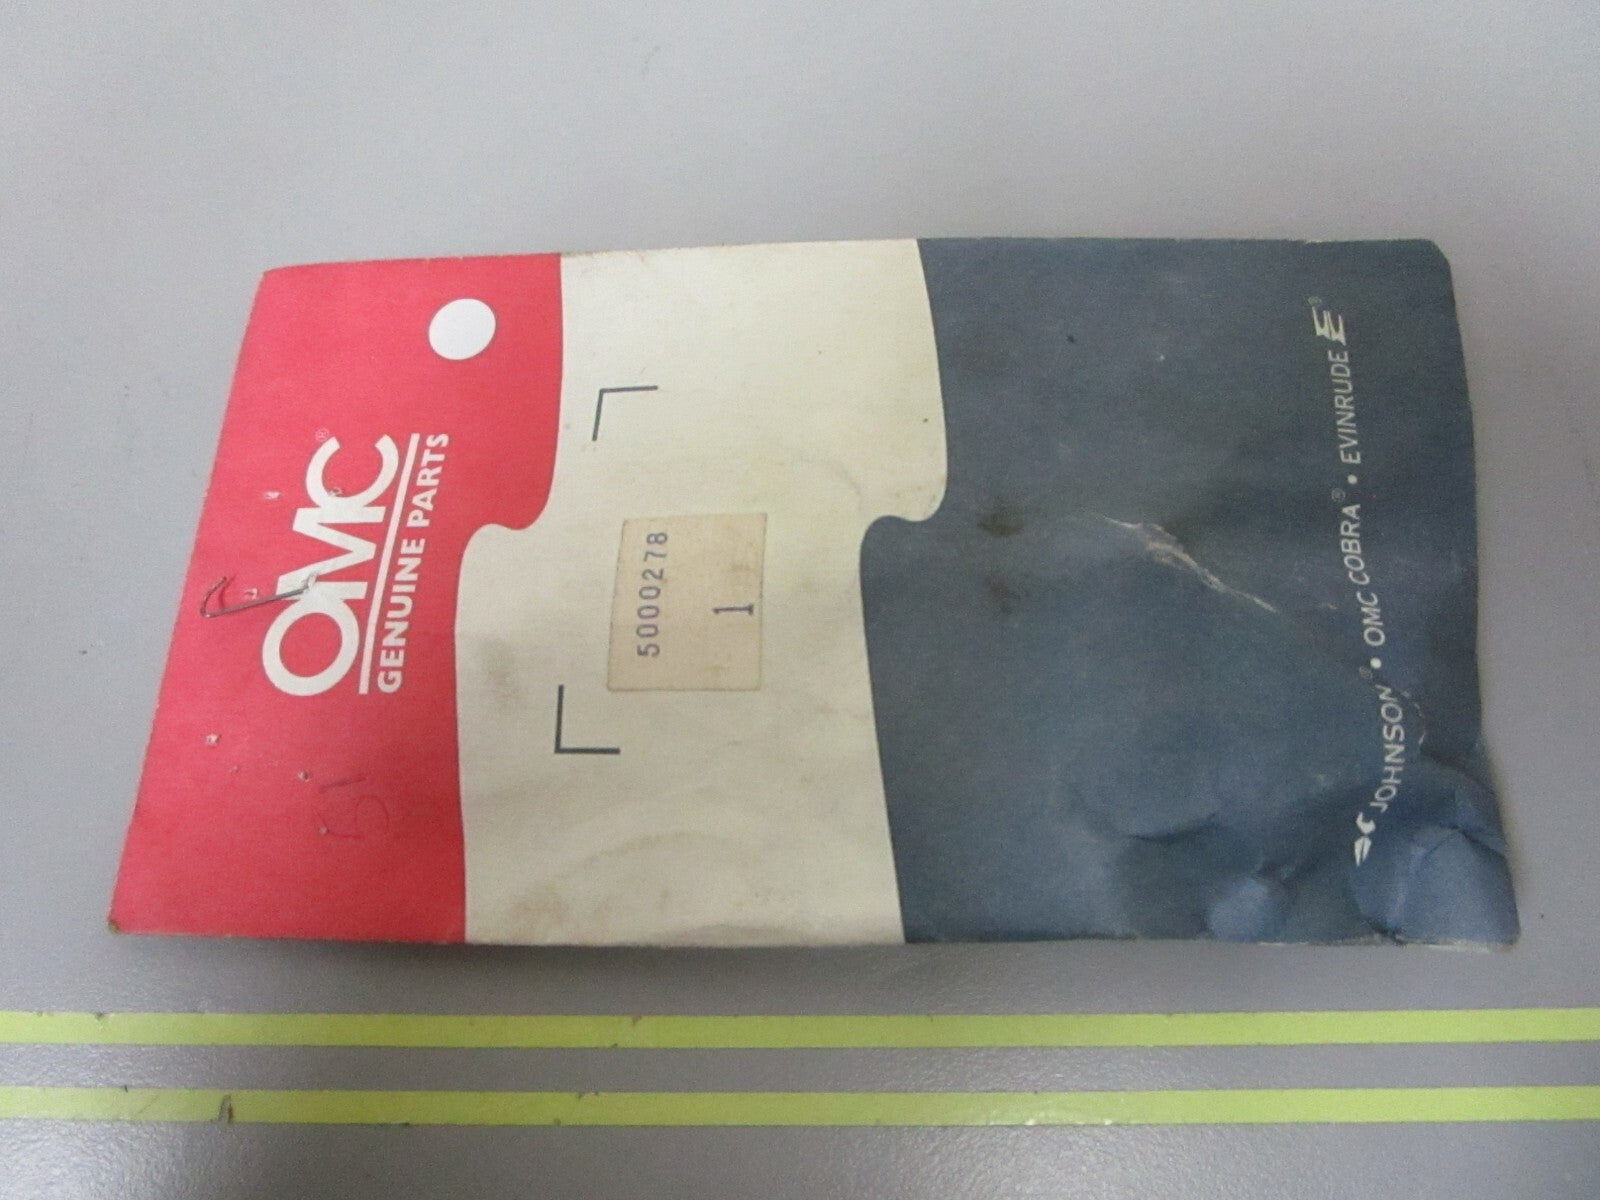 OMC®
GENUINE PARTS
5000278
1
JOHNSON® • OMC COBRA® • EVINRUDE E®